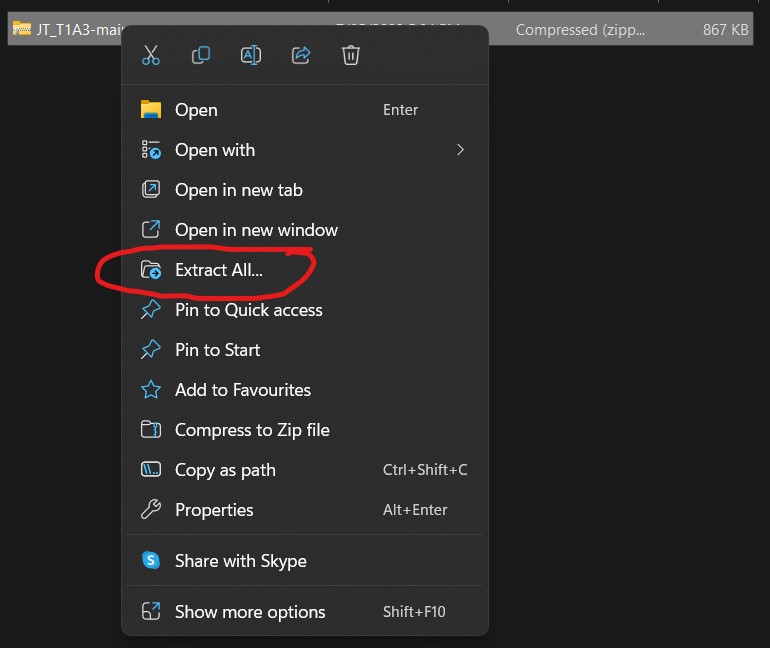 JT_T1A3-mai
Compressed (zipp...
867 KB
Open Enter
Open with
Open in new tab
Open in new window
Extract All...
Pin to Quick access
Pin to Start
Add to Favourites
Compress to Zip file
Copy as path Ctrl+Shift+C
Properties Alt+Enter
Share with Skype
Show more options Shift+F10